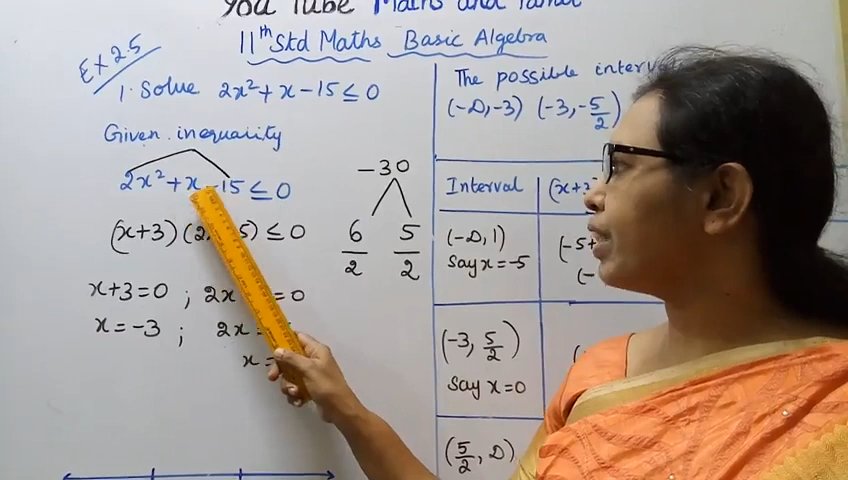 You Tube Maths and Tamil
11th Std Maths Basic Algebra
Ex 2.5
1. Solve 2x² + x - 15 ≤ 0
Given inequality
2x² + x - 15 ≤ 0
(x+3) (2 5) ≤ 0
x+3=0 ; 2x = 0
x = -3 ; 2x =
x =
-30
6 5
2 2
The possible interval
(-∞, -3) (-3, -5/2)
Interval (x+3)
(-∞, 1)
Say x = -5
(-5+
(-
(-3, 5/2)
Say x = 0
(5/2, ∞)